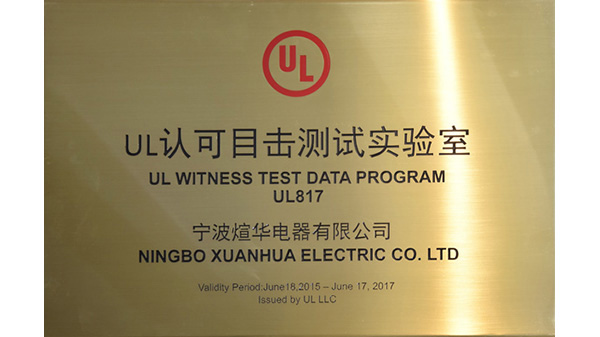 UL
UL认可目击测试实验室
UL WITNESS TEST DATA PROGRAM
UL817
宁波煊华电器有限公司
NINGBO XUANHUA ELECTRIC CO. LTD
Validity Period:June18,2015 – June 17, 2017
Issued by UL LLC